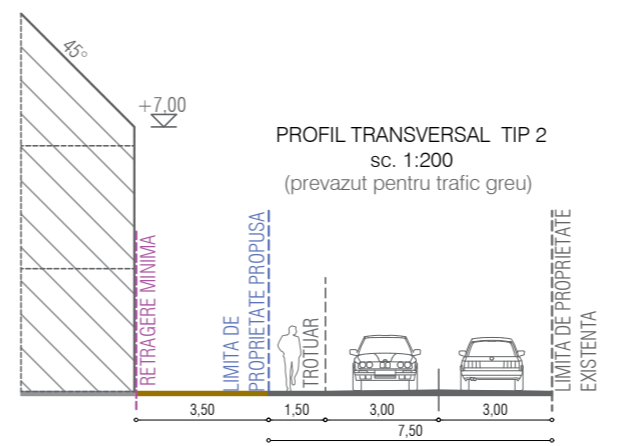 45°
+7,00
PROFIL TRANSVERSAL TIP 2
sc. 1:200
(prevazut pentru trafic greu)
RETRAGERE MINIMA
LIMITA DE
PROPRIETATE PROPUSA
TROTUAR
LIMITA DE PROPRIETATE
EXISTENTA
3,50
1,50
3,00
3,00
7,50